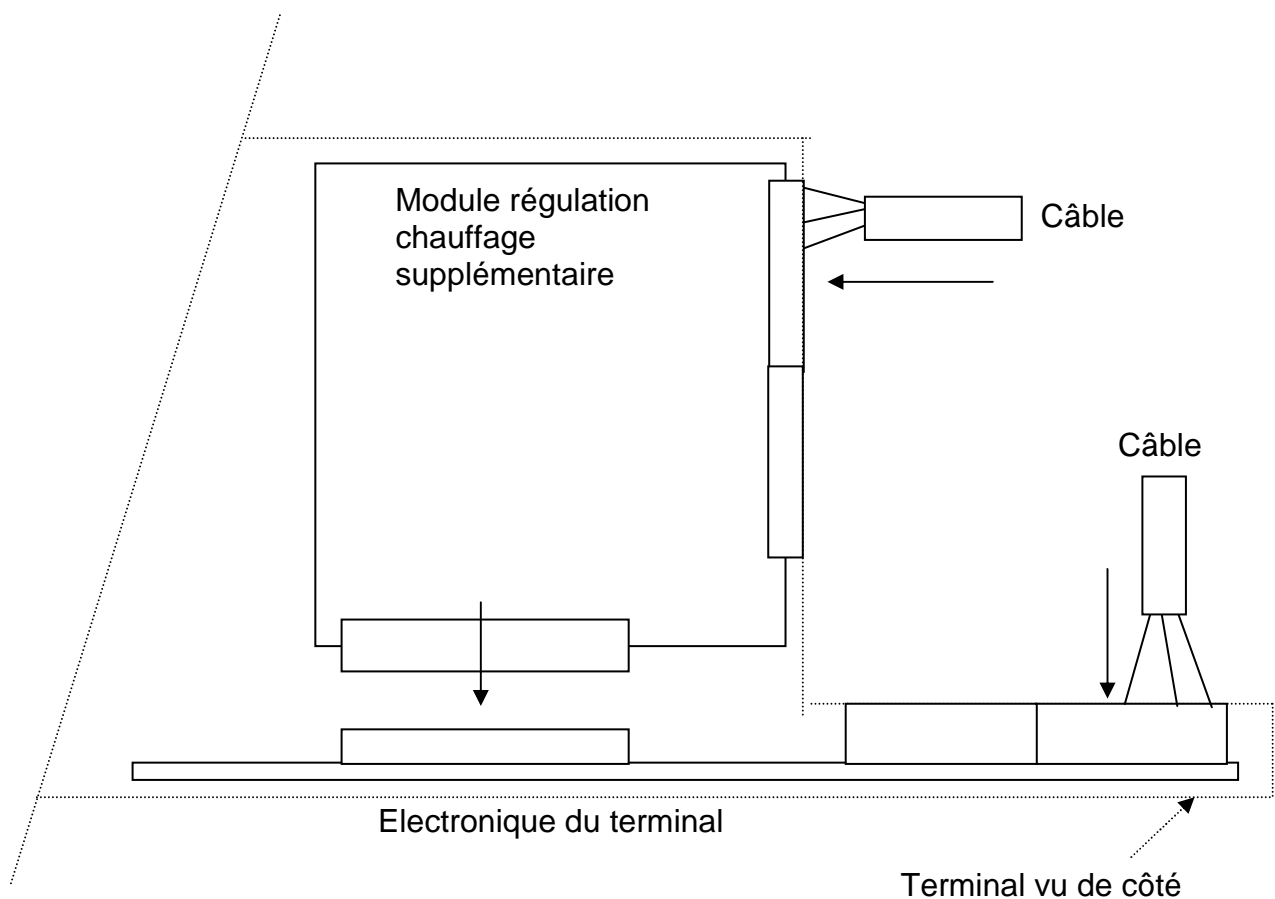 Module régulation
chauffage
supplémentaire
Câble
Câble
Electronique du terminal
Terminal vu de côté